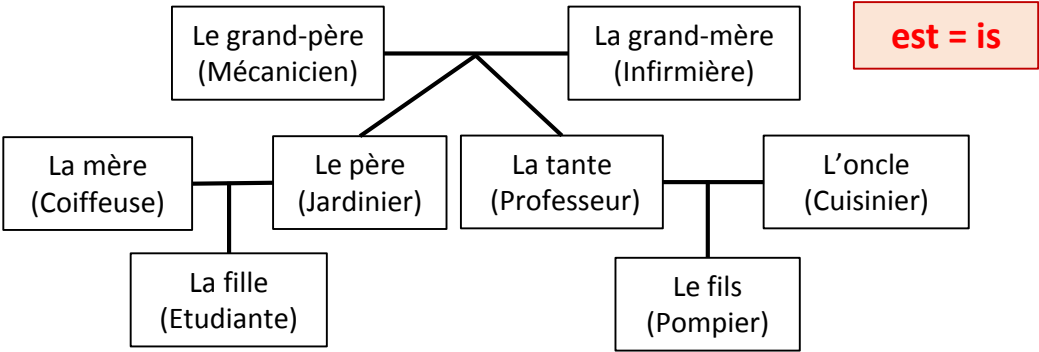 Le grand-père
(Mécanicien)
La grand-mère
(Infirmière)
est = is
La mère
(Coiffeuse)
Le père
(Jardinier)
La tante
(Professeur)
L’oncle
(Cuisinier)
La fille
(Etudiante)
Le fils
(Pompier)